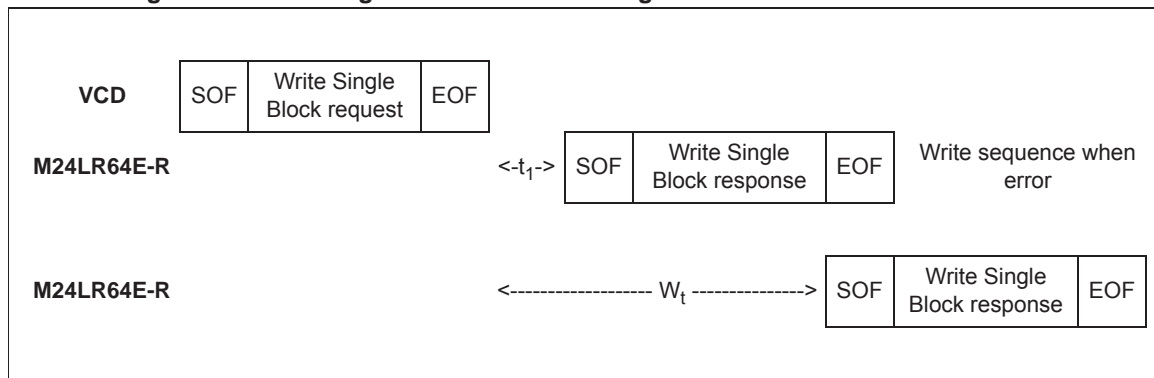 VCD SOF Write Single EOF
Block request
M24LR64E-R <-t1-> SOF Write Single EOF Write sequence when
Block response error
M24LR64E-R <------------------- Wt ---------------> SOF Write Single EOF
Block response